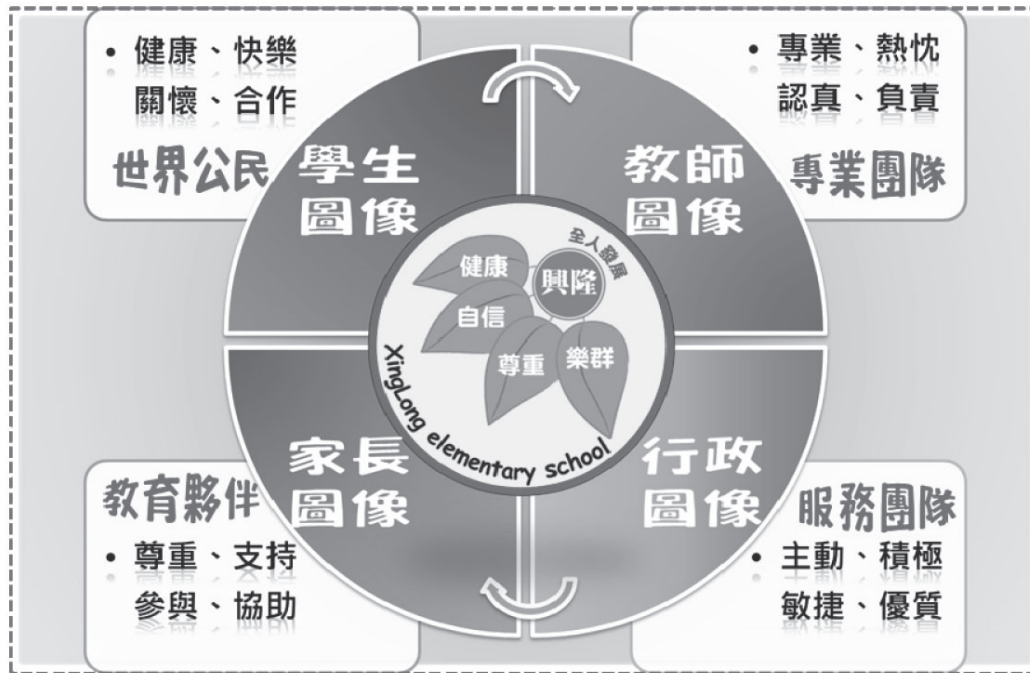 • 健康、快樂
關懷、合作
世界公民
學生
圖像
• 專業、熱忱
認真、負責
專業團隊
教師
圖像
全人發展
興隆
健康
自信
尊重
樂群
XingLong elementary school
家長
圖像
教育夥伴
• 尊重、支持
參與、協助
行政
圖像
服務團隊
• 主動、積極
敏捷、優質